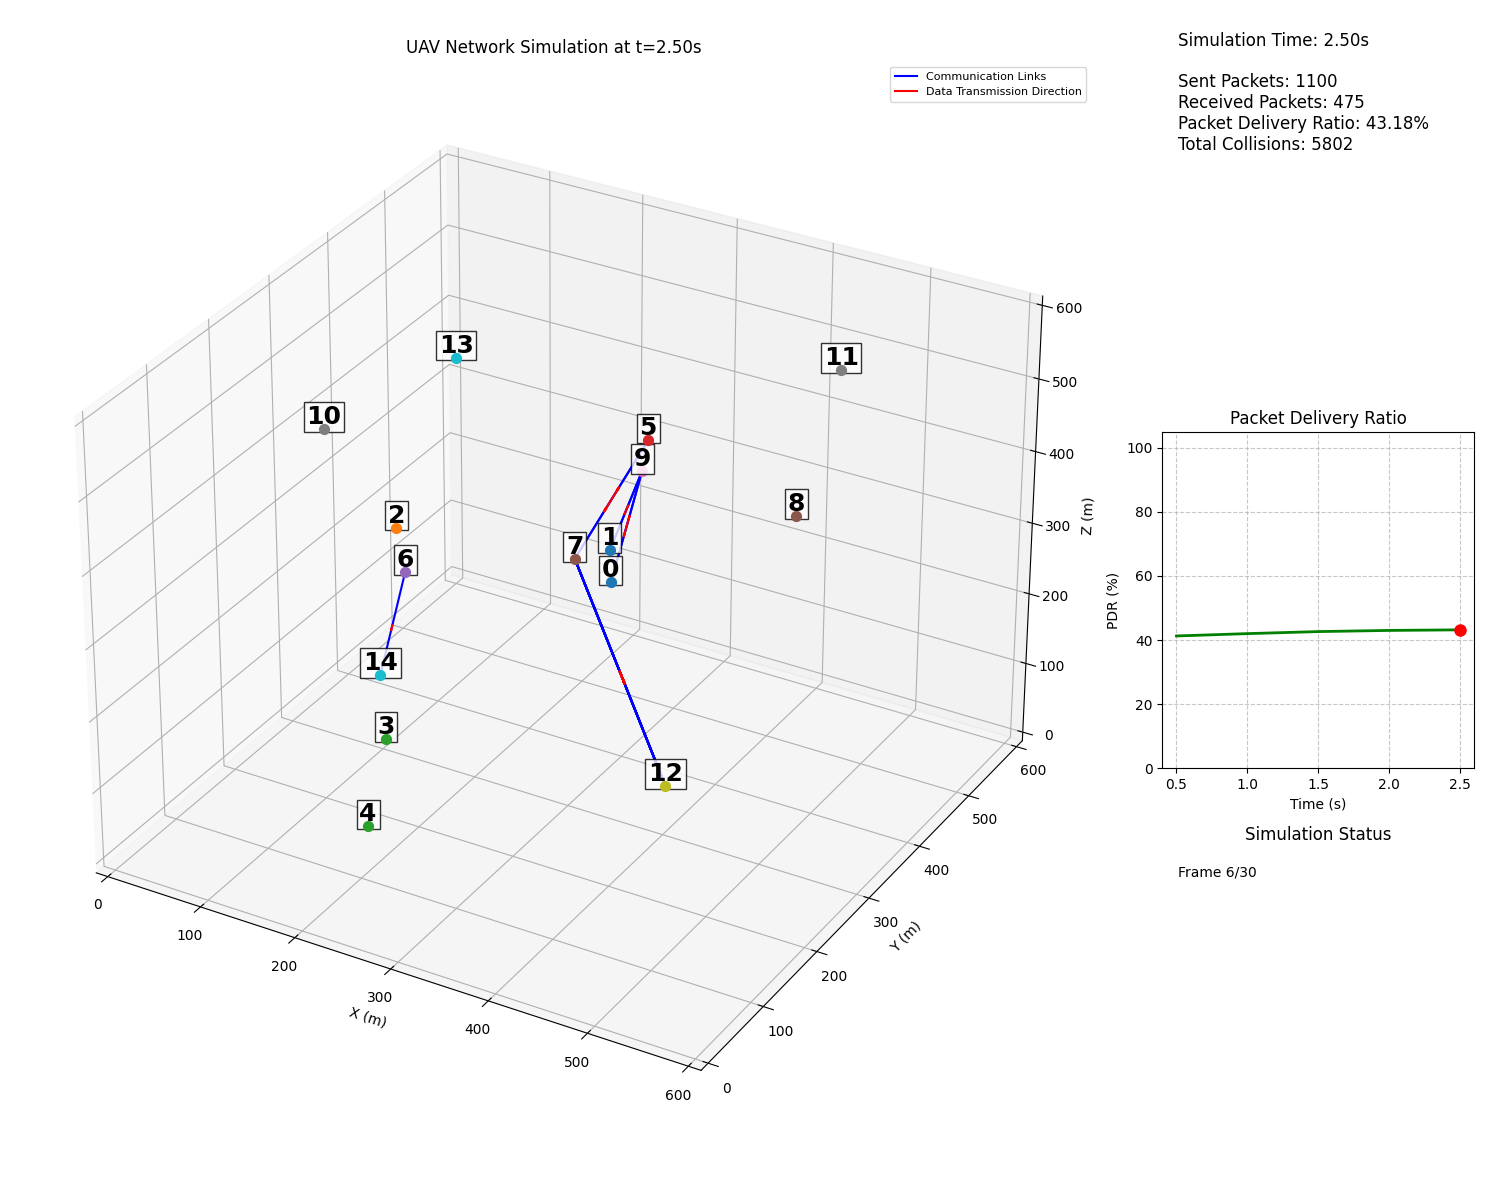 UAV Network Simulation at t=2.50s
Communication Links
Data Transmission Direction
Simulation Time: 2.50s
Sent Packets: 1100
Received Packets: 475
Packet Delivery Ratio: 43.18%
Total Collisions: 5802
13
11
10
5
9
8
2
1
7
6
0
14
3
12
4
0
100
200
300
400
500
600
X (m)
0
100
200
300
400
500
600
Y (m)
600
500
400
300
200
100
0
Z (m)
Packet Delivery Ratio
100
80
60
40
20
0
PDR (%)
0.5
1.0
1.5
2.0
2.5
Time (s)
Simulation Status
Frame 6/30